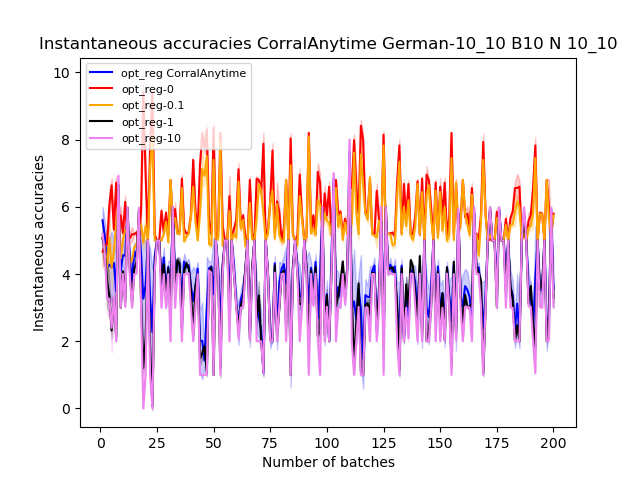 Instantaneous accuracies CorralAnytime German-10_10 B10 N 10_10
opt_reg CorralAnytime
opt_reg-0
opt_reg-0.1
opt_reg-1
opt_reg-10
Instantaneous accuracies
10
8
6
4
2
0
0 25 50 75 100 125 150 175 200
Number of batches